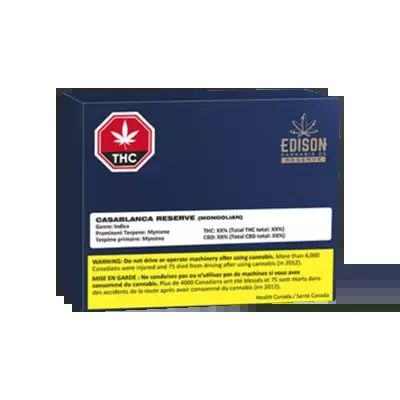 THC
EDISON
CANNABIS CO
RESERVE
CASABLANCA RESERVE (MONGOLIAN)
Genre: Indica
Prominent Terpene: Myrcene
Terpine primaire: Myrcène
THC: XX% (Total THC total: XX%)
CBD: XX% (Total CBD total: XX%)
WARNING: Do not drive or operate machinery after using cannabis. More than 4,000
Canadians were injured and 75 died from driving after using cannabis (in 2012).
MISE EN GARDE : Ne conduisez pas ou n'utilisez pas de machines si vous avez
consommé du cannabis. Plus de 4000 Canadiens ont été blessés et 75 sont morts dans
des accidents de la route après avoir consommé du cannabis (en 2012).
Health Canada / Santé Canada